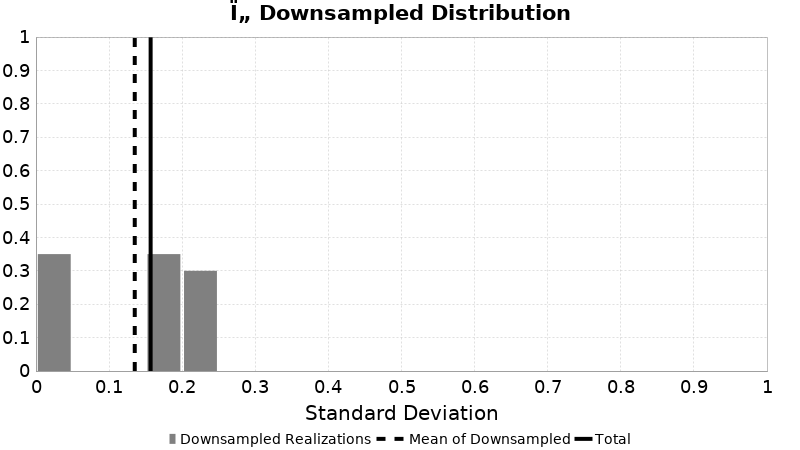 Ï„ Downsampled Distribution
1
0.9
0.8
0.7
0.6
0.5
0.4
0.3
0.2
0.1
0
0 0.1 0.2 0.3 0.4 0.5 0.6 0.7 0.8 0.9 1
Standard Deviation
Downsampled Realizations Mean of Downsampled Total